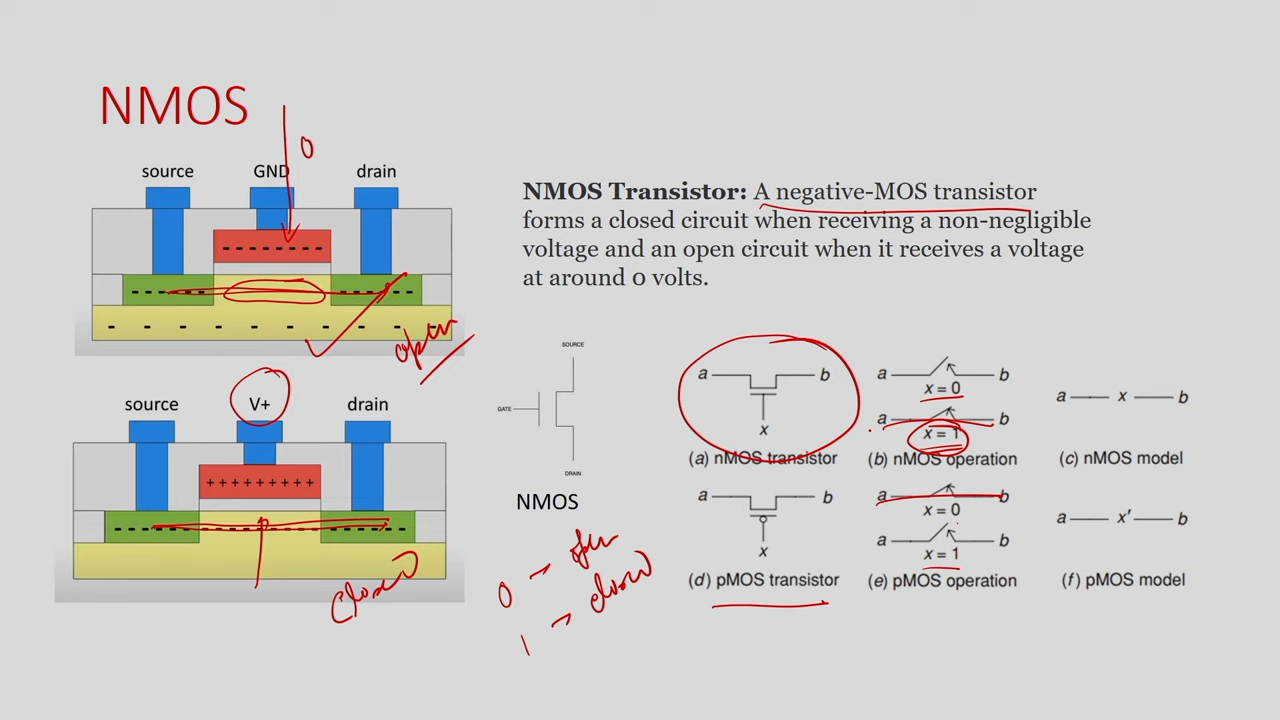 NMOS
0
source GND drain
- - - - - - - -
open
NMOS Transistor: A negative-MOS transistor
forms a closed circuit when receiving a non-negligible
voltage and an open circuit when it receives a voltage
at around 0 volts.
source V+ drain
+ + + + + + + + +
closed
SOURCE
GATE
DRAIN
NMOS
0 → open
1 → closed
a b
x
(a) nMOS transistor
a b
x = 0
a b
x = 1
(b) nMOS operation
a x b
(c) nMOS model
a b
x
(d) pMOS transistor
a b
x = 0
a b
x = 1
(e) pMOS operation
a x' b
(f) pMOS model